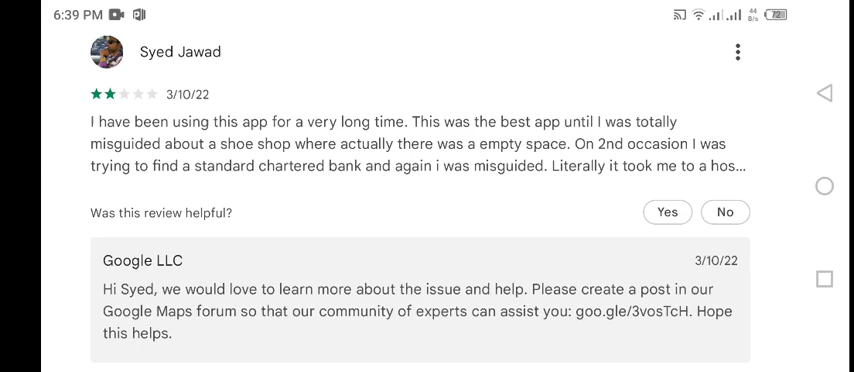 6:39 PM
44
B/s
72
Syed Jawad
3/10/22
I have been using this app for a very long time. This was the best app until I was totally
misguided about a shoe shop where actually there was a empty space. On 2nd occasion I was
trying to find a standard chartered bank and again i was misguided. Literally it took me to a hos...
Was this review helpful?
Yes
No
Google LLC
3/10/22
Hi Syed, we would love to learn more about the issue and help. Please create a post in our
Google Maps forum so that our community of experts can assist you: goo.gle/3vosTcH. Hope
this helps.